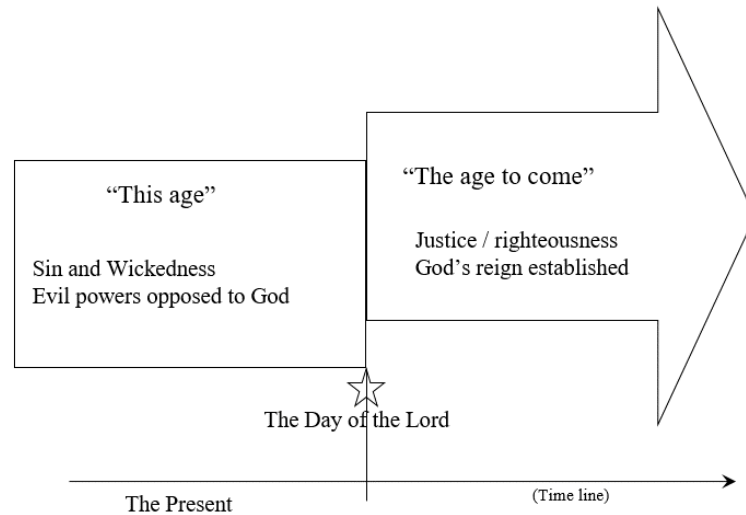 “This age”
Sin and Wickedness
Evil powers opposed to God
“The age to come”
Justice / righteousness
God’s reign established
The Day of the Lord
The Present
(Time line)